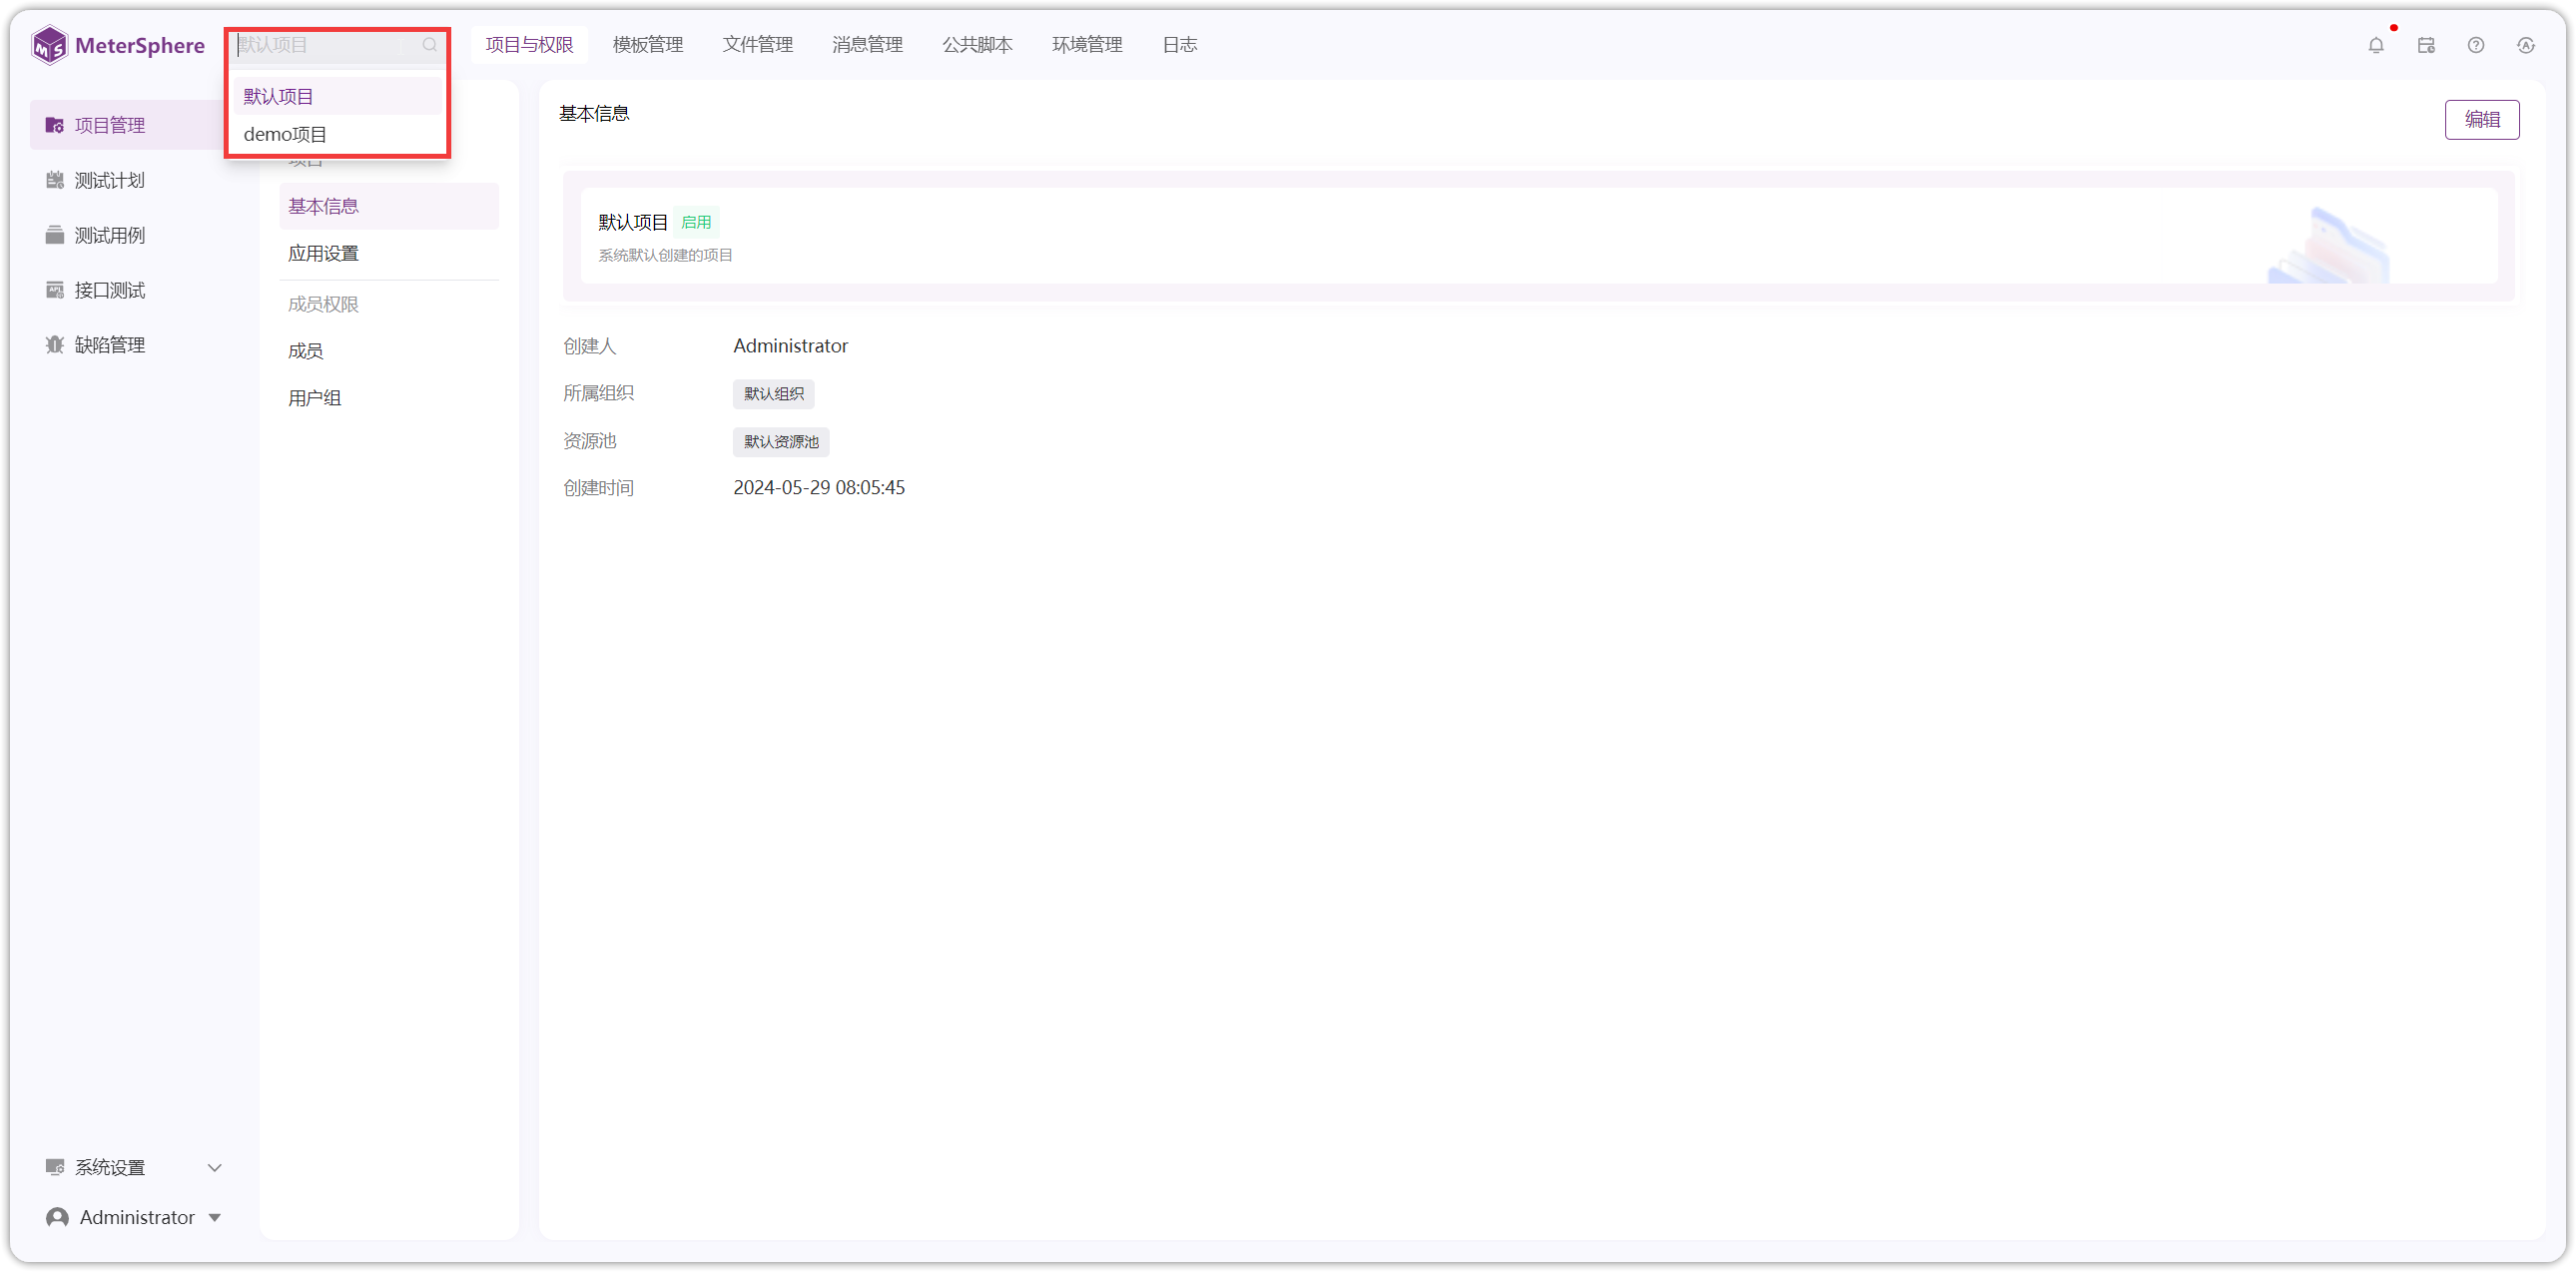 MeterSphere
默认项目
项目与权限
模板管理
文件管理
消息管理
公共脚本
环境管理
日志
默认项目
demo项目
项目管理
测试计划
测试用例
接口测试
缺陷管理
系统设置
Administrator
项目
基本信息
应用设置
成员权限
成员
用户组
基本信息
编辑
默认项目 启用
系统默认创建的项目
创建人 Administrator
所属组织 默认组织
资源池 默认资源池
创建时间 2024-05-29 08:05:45